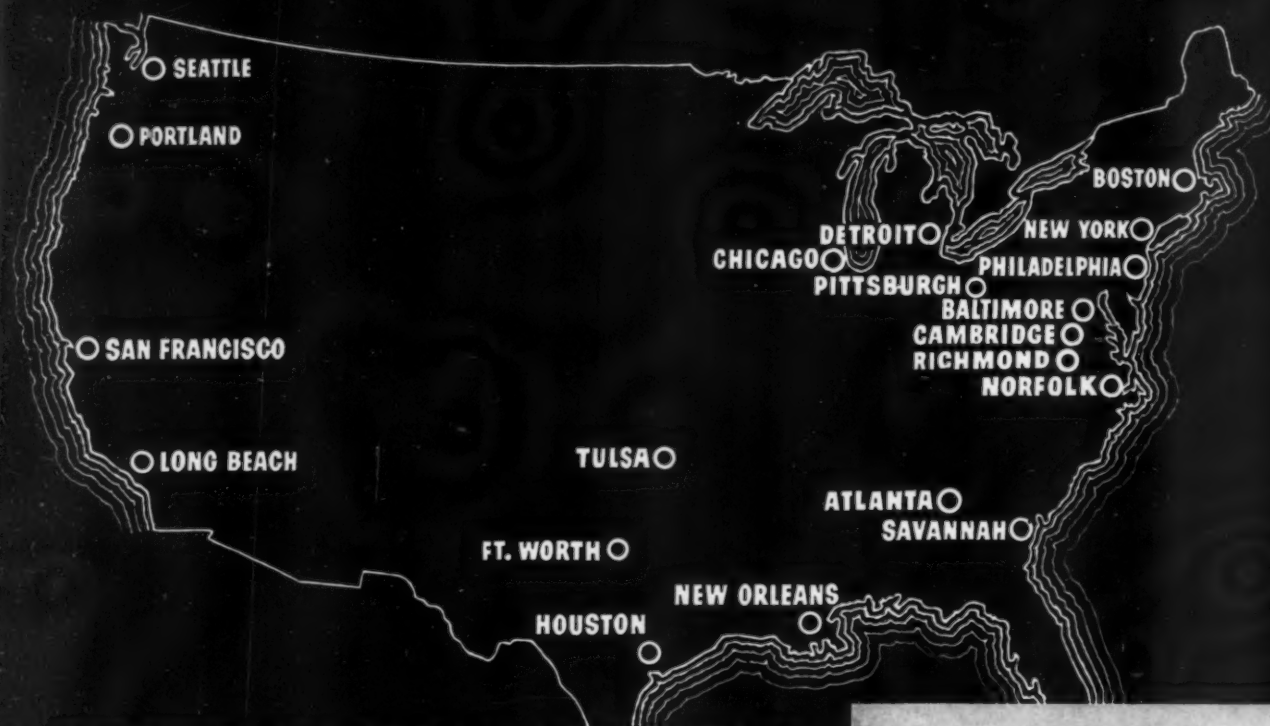 SEATTLE
PORTLAND
BOSTON
NEW YORK
DETROIT
CHICAGO
PHILADELPHIA
PITTSBURGH
BALTIMORE
CAMBRIDGE
RICHMOND
SAN FRANCISCO
NORFOLK
LONG BEACH
TULSA
ATLANTA
SAVANNAH
FT. WORTH
NEW ORLEANS
HOUSTON